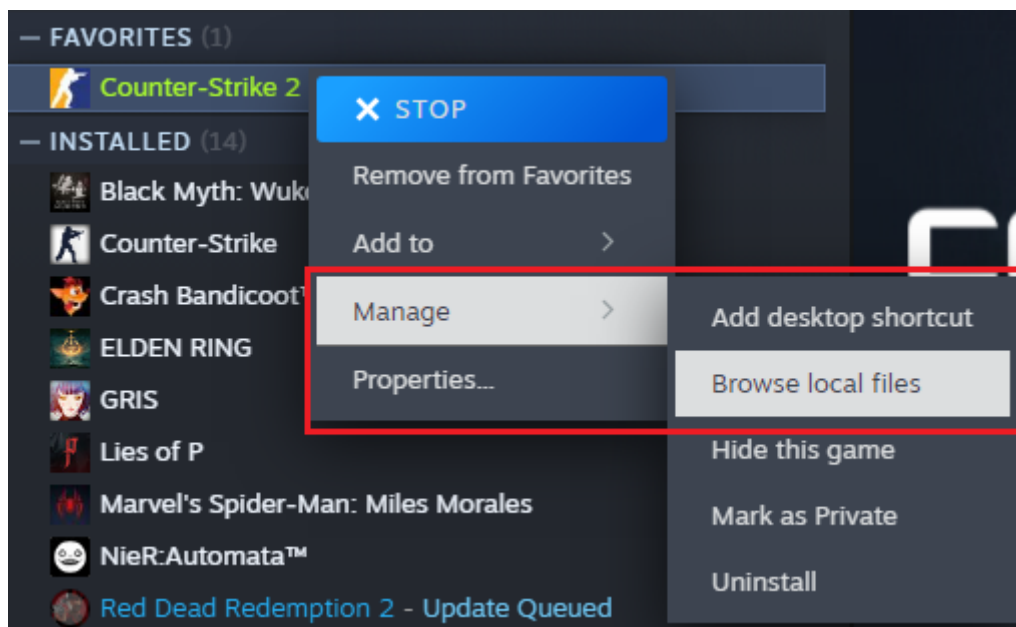 — FAVORITES (1)
Counter-Strike 2
✕ STOP
— INSTALLED (14)
Remove from Favorites
Black Myth:
Counter-Strike
Add to >
Crash Bandicoot
Manage >
Add desktop shortcut
ELDEN RING
Properties...
Browse local files
GRIS
Lies of P
Hide this game
Marvel's Spider-Man: Miles Morales
Mark as Private
NieR:Automata™
Uninstall
Red Dead Redemption 2 - Update Queued